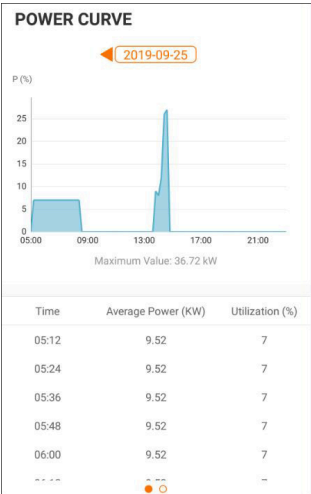 POWER CURVE
2019-09-25
P (%)
25
20
15
10
5
0
05:00 09:00 13:00 17:00 21:00
Maximum Value: 36.72 kW
Time Average Power (KW) Utilization (%)
05:12 9.52 7
05:24 9.52 7
05:36 9.52 7
05:48 9.52 7
06:00 9.52 7